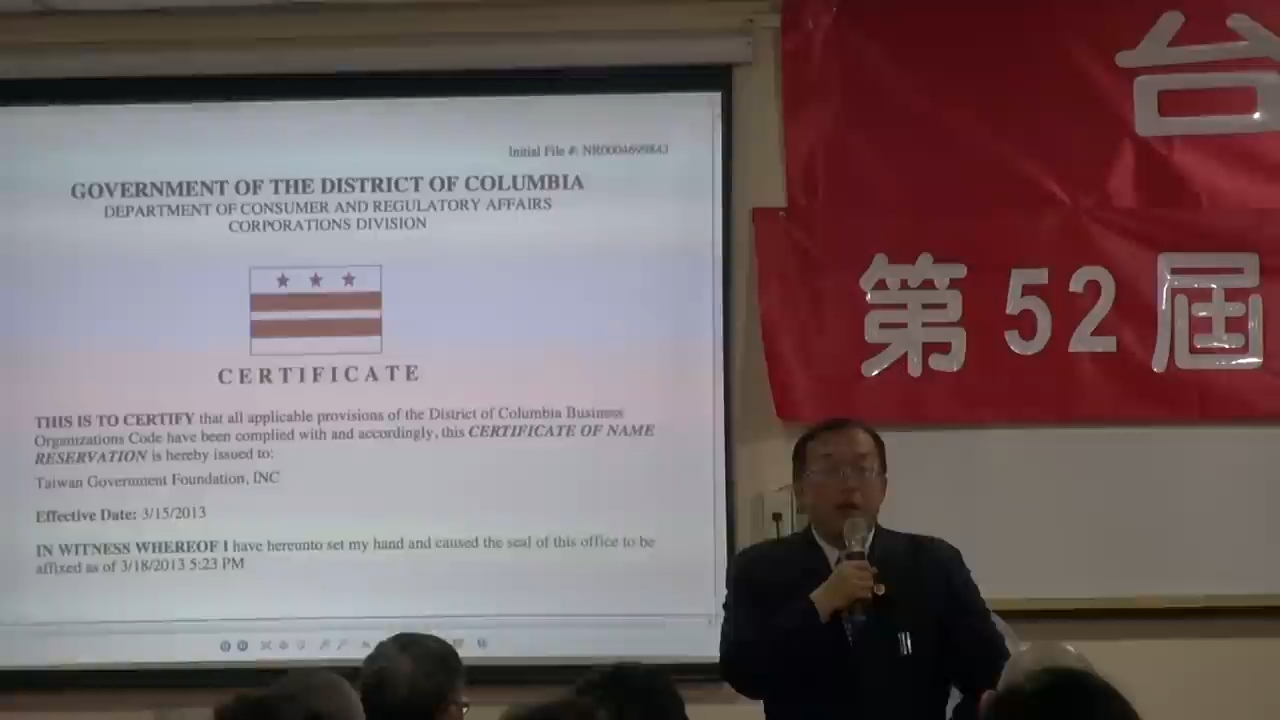 Initial File #: NR0004699843
GOVERNMENT OF THE DISTRICT OF COLUMBIA
DEPARTMENT OF CONSUMER AND REGULATORY AFFAIRS
CORPORATIONS DIVISION
CERTIFICATE
THIS IS TO CERTIFY that all applicable provisions of the District of Columbia Business
Organizations Code have been complied with and accordingly, this CERTIFICATE OF NAME
RESERVATION is hereby issued to:
Taiwan Government Foundation, INC
Effective Date: 3/15/2013
IN WITNESS WHEREOF I have hereunto set my hand and caused the seal of this office to be
affixed as of 3/18/2013 5:23 PM
台
第52屆